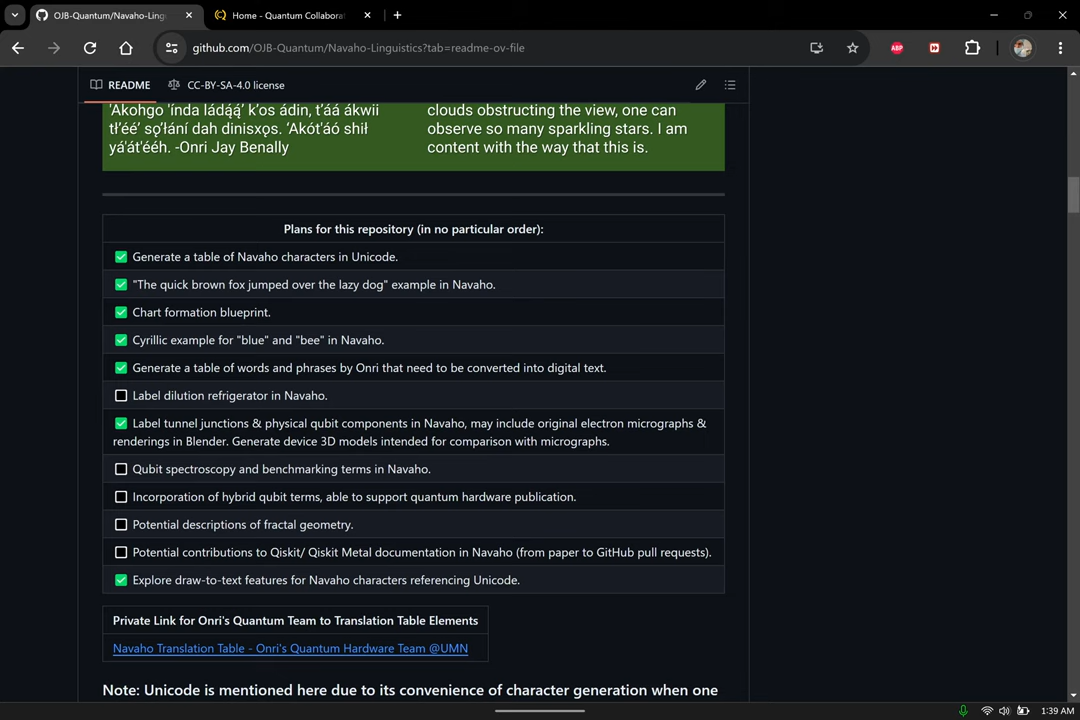 OJB-Quantum/Navaho-Ling
Home - Quantum Collabora
github.com/OJB-Quantum/Navaho-Linguistics?tab=readme-ov-file
ABP
README
CC-BY-SA-4.0 license
'Akohgo 'índa ládą́ą́' k'os ádin, t'áá ákwii
tł'éé' sǫ'łání dah dinisxǫs. 'Akót'áó shił
yá'át'ééh. -Onri Jay Benally
clouds obstructing the view, one can
observe so many sparkling stars. I am
content with the way that this is.
Plans for this repository (in no particular order):
Generate a table of Navaho characters in Unicode.
"The quick brown fox jumped over the lazy dog" example in Navaho.
Chart formation blueprint.
Cyrillic example for "blue" and "bee" in Navaho.
Generate a table of words and phrases by Onri that need to be converted into digital text.
Label dilution refrigerator in Navaho.
Label tunnel junctions & physical qubit components in Navaho, may include original electron micrographs &
renderings in Blender. Generate device 3D models intended for comparison with micrographs.
Qubit spectroscopy and benchmarking terms in Navaho.
Incorporation of hybrid qubit terms, able to support quantum hardware publication.
Potential descriptions of fractal geometry.
Potential contributions to Qiskit/ Qiskit Metal documentation in Navaho (from paper to GitHub pull requests).
Explore draw-to-text features for Navaho characters referencing Unicode.
Private Link for Onri's Quantum Team to Translation Table Elements
Navaho Translation Table - Onri's Quantum Hardware Team @UMN
Note: Unicode is mentioned here due to its convenience of character generation when one
1:39 AM